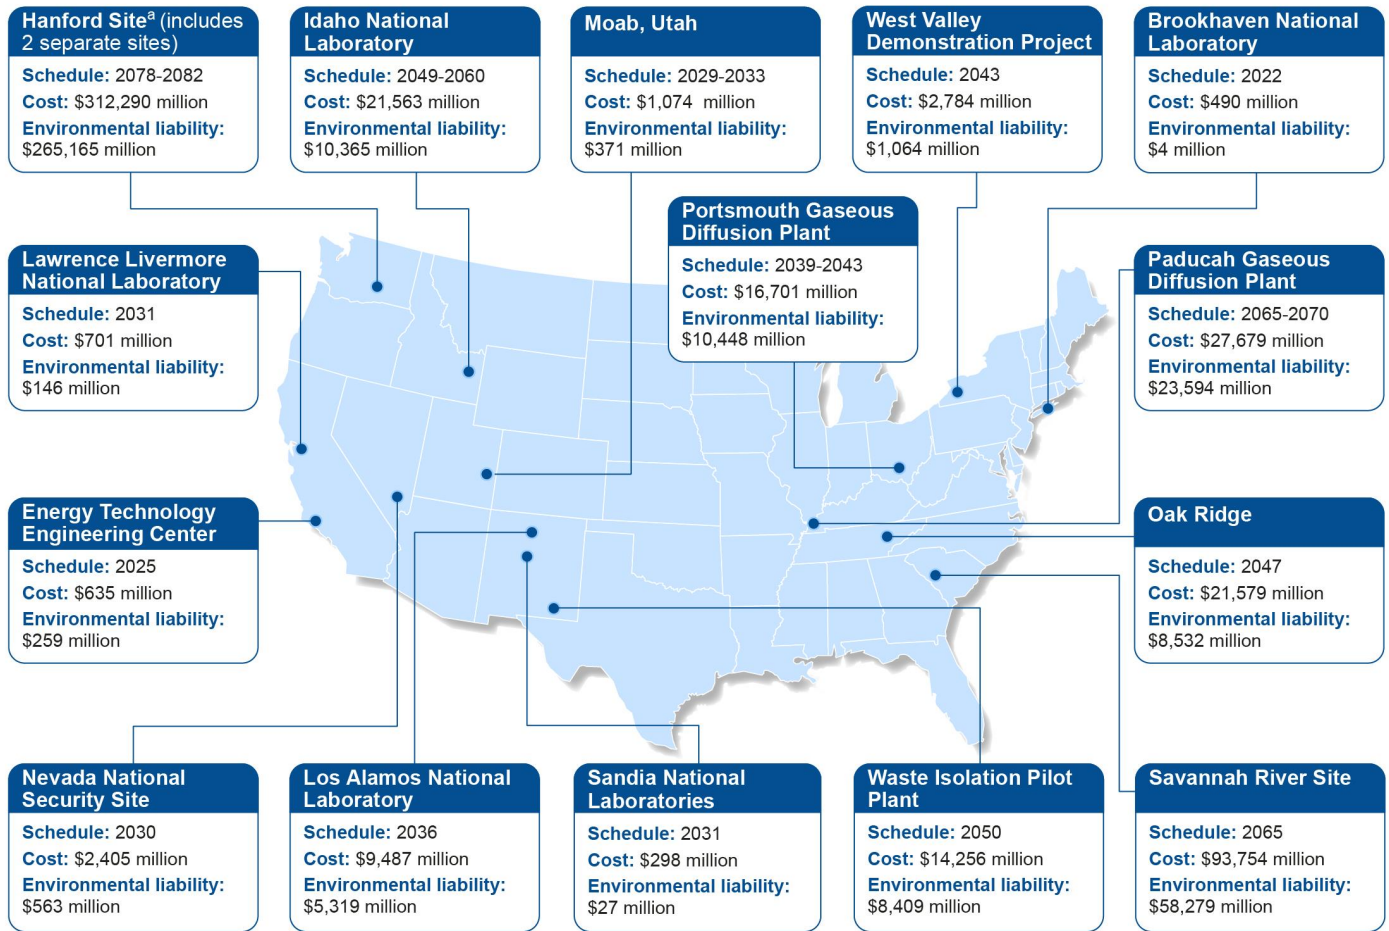 Hanford Siteª (includes
2 separate sites)
Schedule: 2078-2082
Cost: $312,290 million
Environmental liability:
$265,165 million
Idaho National
Laboratory
Schedule: 2049-2060
Cost: $21,563 million
Environmental liability:
$10,365 million
Moab, Utah
Schedule: 2029-2033
Cost: $1,074 million
Environmental liability:
$371 million
West Valley
Demonstration Project
Schedule: 2043
Cost: $2,784 million
Environmental liability:
$1,064 million
Brookhaven National
Laboratory
Schedule: 2022
Cost: $490 million
Environmental liability:
$4 million
Portsmouth Gaseous
Diffusion Plant
Schedule: 2039-2043
Cost: $16,701 million
Environmental liability:
$10,448 million
Lawrence Livermore
National Laboratory
Schedule: 2031
Cost: $701 million
Environmental liability:
$146 million
Paducah Gaseous
Diffusion Plant
Schedule: 2065-2070
Cost: $27,679 million
Environmental liability:
$23,594 million
Energy Technology
Engineering Center
Schedule: 2025
Cost: $635 million
Environmental liability:
$259 million
Oak Ridge
Schedule: 2047
Cost: $21,579 million
Environmental liability:
$8,532 million
Nevada National
Security Site
Schedule: 2030
Cost: $2,405 million
Environmental liability:
$563 million
Los Alamos National
Laboratory
Schedule: 2036
Cost: $9,487 million
Environmental liability:
$5,319 million
Sandia National
Laboratories
Schedule: 2031
Cost: $298 million
Environmental liability:
$27 million
Waste Isolation Pilot
Plant
Schedule: 2050
Cost: $14,256 million
Environmental liability:
$8,409 million
Savannah River Site
Schedule: 2065
Cost: $93,754 million
Environmental liability:
$58,279 million